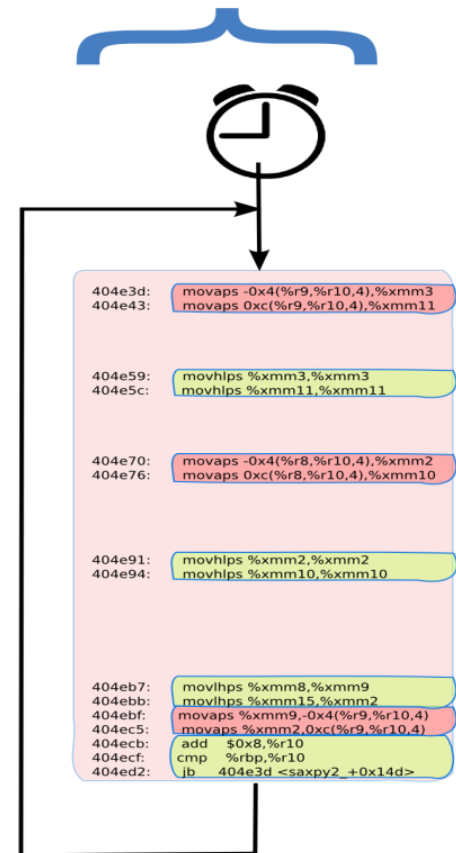 404e3d: movaps -0x4(%r9,%r10,4),%xmm3
404e43: movaps 0xc(%r9,%r10,4),%xmm11
404e59: movhlps %xmm3,%xmm3
404e5c: movhlps %xmm11,%xmm11
404e70: movaps -0x4(%r8,%r10,4),%xmm2
404e76: movaps 0xc(%r8,%r10,4),%xmm10
404e91: movhlps %xmm2,%xmm2
404e94: movhlps %xmm10,%xmm10
404eb7: movlhps %xmm8,%xmm9
404ebb: movlhps %xmm15,%xmm2
404ebf: movaps %xmm9,-0x4(%r9,%r10,4)
404ec5: movaps %xmm2,0xc(%r9,%r10,4)
404ecb: add $0x8,%r10
404ecf: cmp %rbp,%r10
404ed2: jb 404e3d <saxpy2_+0x14d>